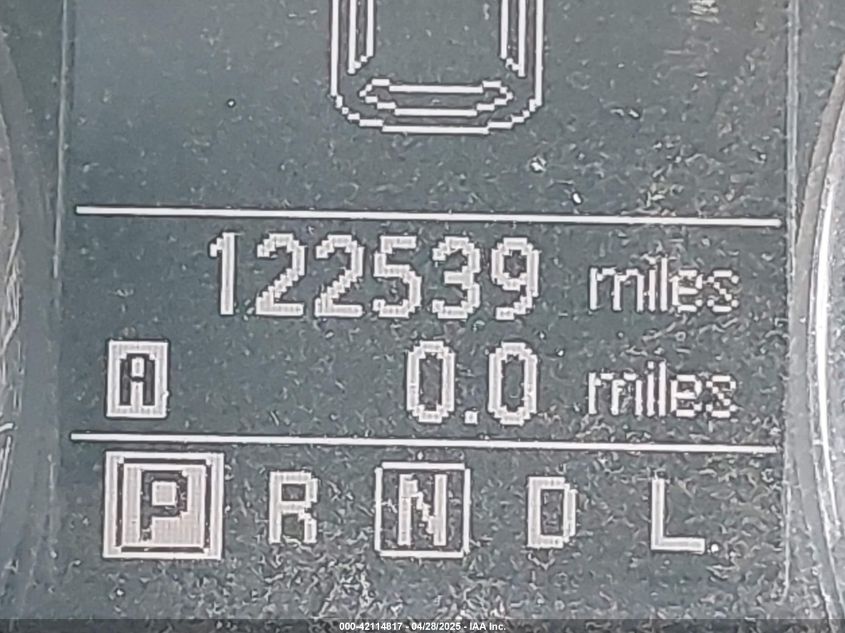 122539 miles
A 0.0 miles
P R N D L
000-42114817 - 04/28/2025 - IAA Inc.